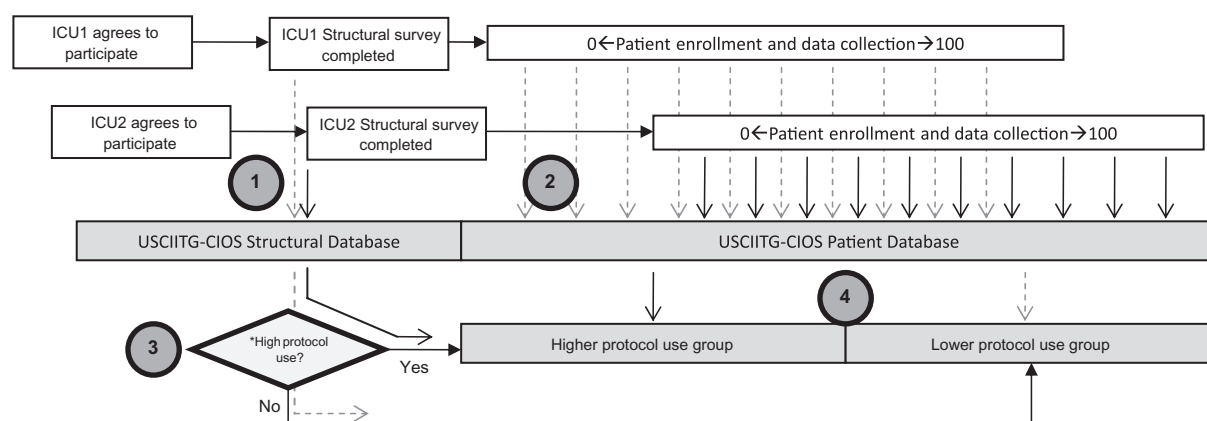 ICU1 agrees to
participate
ICU1 Structural survey
completed
0←Patient enrollment and data collection→100
ICU2 agrees to
participate
ICU2 Structural survey
completed
0←Patient enrollment and data collection→100
1
2
USCIITG-CIOS Structural Database
USCIITG-CIOS Patient Database
3
*High protocol
use?
Yes
No
4
Higher protocol use group
Lower protocol use group